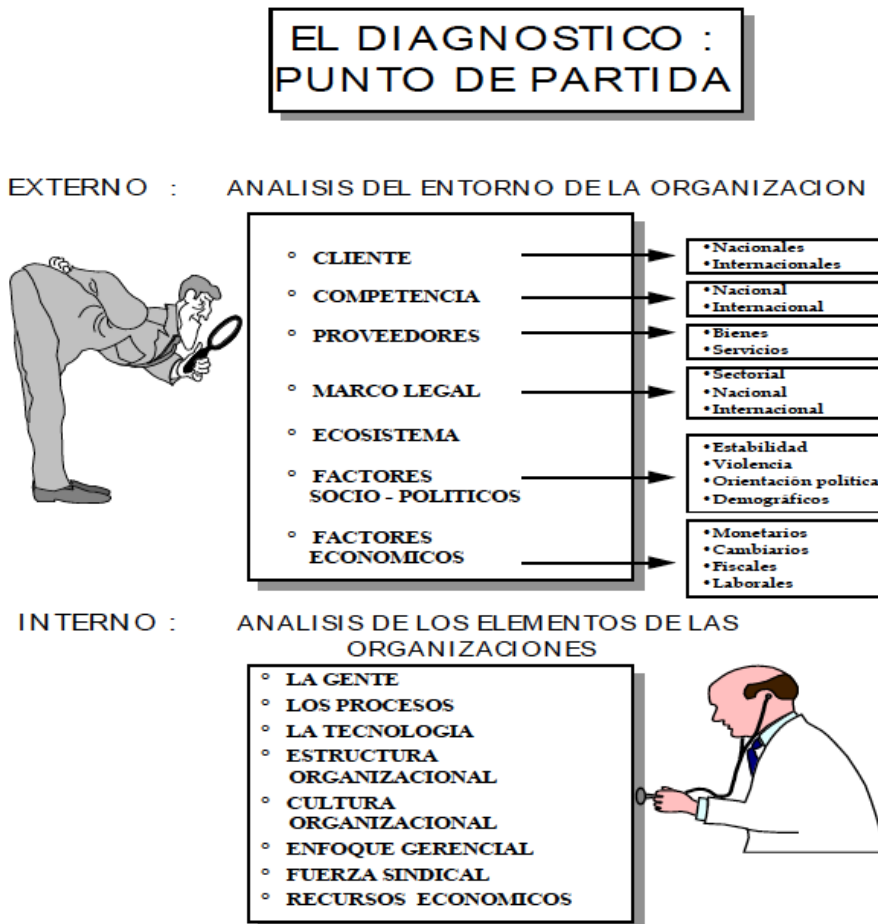 EL DIAGNOSTICO :
PUNTO DE PARTIDA
EXTERNO : ANALISIS DEL ENTORNO DE LA ORGANIZACION
° CLIENTE
• Nacionales
• Internacionales
° COMPETENCIA
• Nacional
• Internacional
° PROVEEDORES
• Bienes
• Servicios
° MARCO LEGAL
• Sectorial
• Nacional
• Internacional
° ECOSISTEMA
° FACTORES
SOCIO - POLITICOS
• Estabilidad
• Violencia
• Orientación política
• Demográficos
° FACTORES
ECONOMICOS
• Monetarios
• Cambiarios
• Fiscales
• Laborales
INTERNO : ANALISIS DE LOS ELEMENTOS DE LAS
ORGANIZACIONES
° LA GENTE
° LOS PROCESOS
° LA TECNOLOGIA
° ESTRUCTURA
ORGANIZACIONAL
° CULTURA
ORGANIZACIONAL
° ENFOQUE GERENCIAL
° FUERZA SINDICAL
° RECURSOS ECONOMICOS